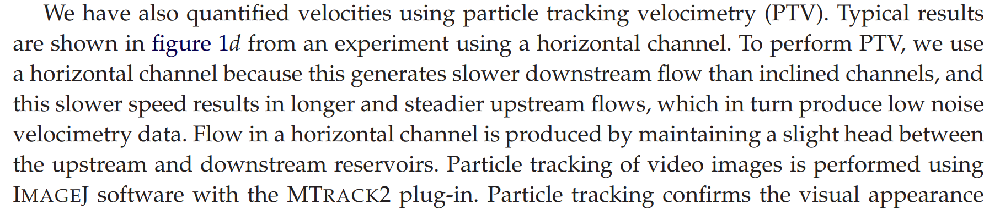 We have also quantified velocities using particle tracking velocimetry (PTV). Typical results
are shown in figure 1d from an experiment using a horizontal channel. To perform PTV, we use
a horizontal channel because this generates slower downstream flow than inclined channels, and
this slower speed results in longer and steadier upstream flows, which in turn produce low noise
velocimetry data. Flow in a horizontal channel is produced by maintaining a slight head between
the upstream and downstream reservoirs. Particle tracking of video images is performed using
IMAGEJ software with the MTRACK2 plug-in. Particle tracking confirms the visual appearance